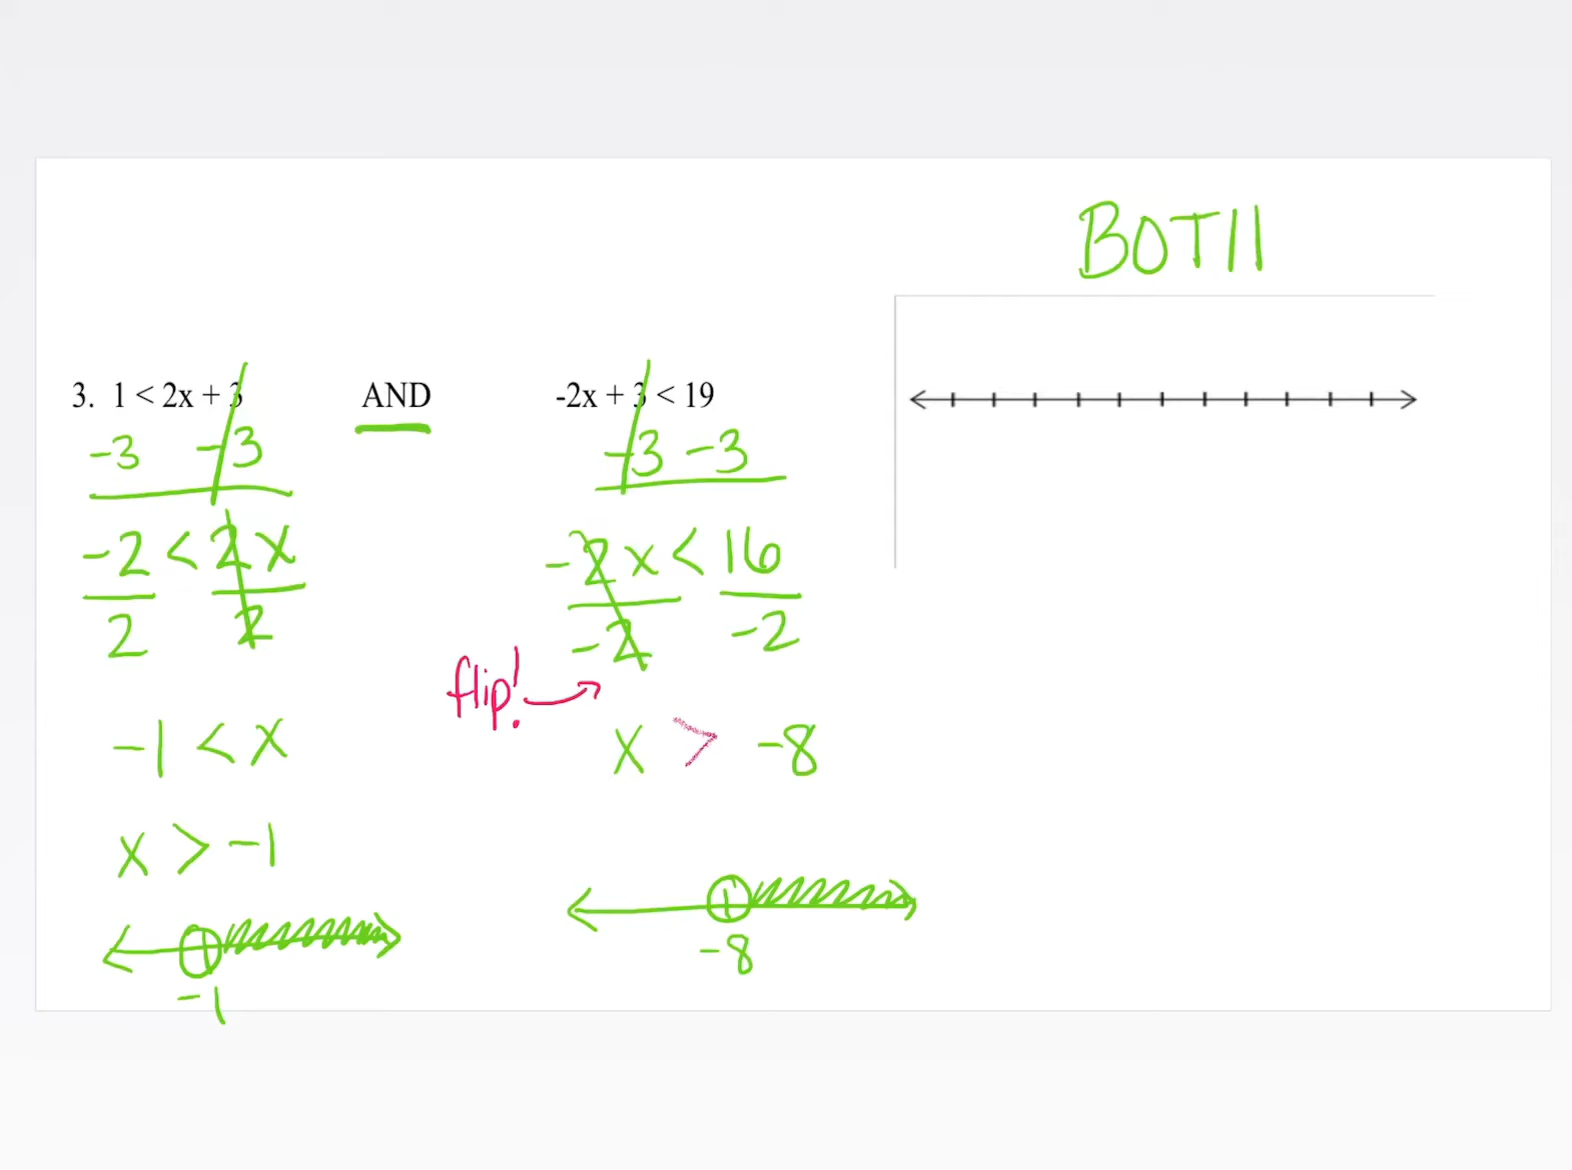 BOTH
3. 1 < 2x + 3 AND -2x + 3 < 19
-3 -3 -3 -3
-2 < 2x -2x < 16
2 2 -2 -2
flip!
-1 < x x > -8
x > -1
-1 -8